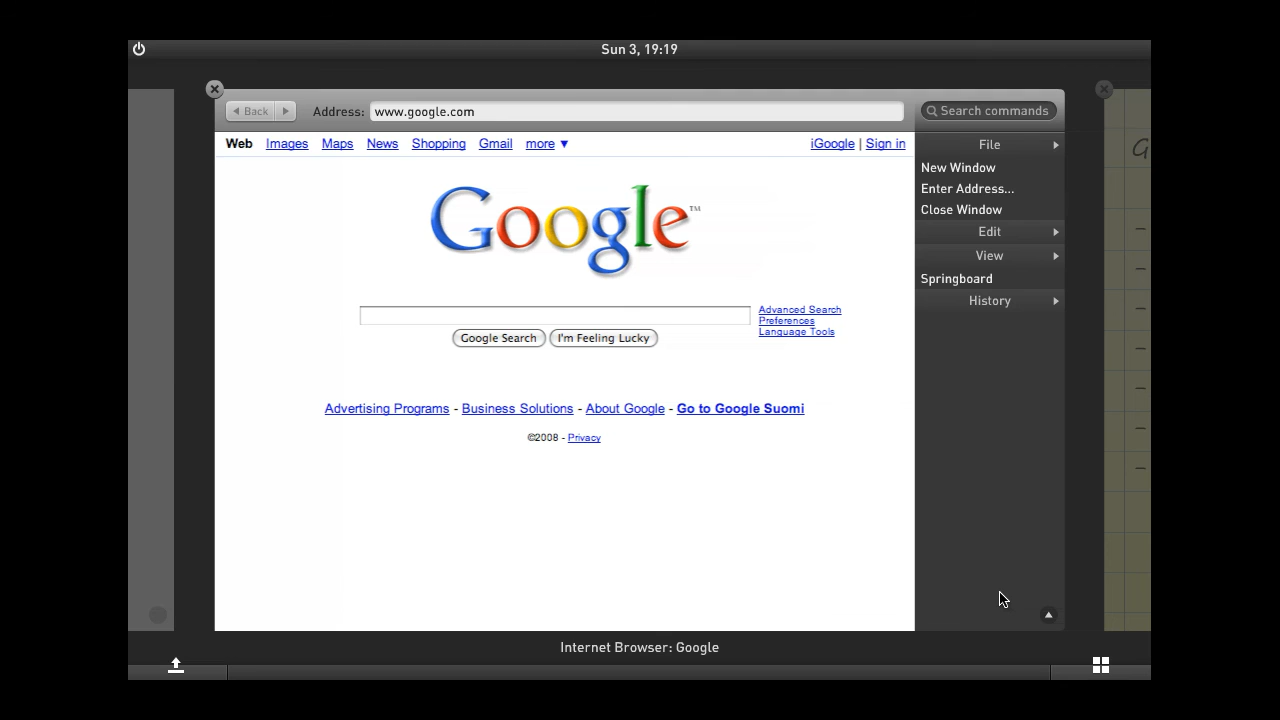 Sun 3, 19:19
Back Address: www.google.com Search commands
Web Images Maps News Shopping Gmail more ▼ iGoogle | Sign in
Google™
Advanced Search
Preferences
Language Tools
Google Search I'm Feeling Lucky
Advertising Programs - Business Solutions - About Google - Go to Google Suomi
©2008 - Privacy
File
New Window
Enter Address...
Close Window
Edit
View
Springboard
History
G
Internet Browser: Google